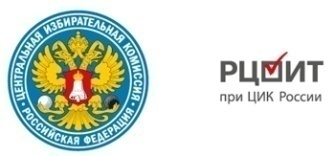 ЦЕНТРАЛЬНАЯ ИЗБИРАТЕЛЬНАЯ КОМИССИЯ
РОССИЙСКАЯ ФЕДЕРАЦИЯ
РЦОИТ
при ЦИК России